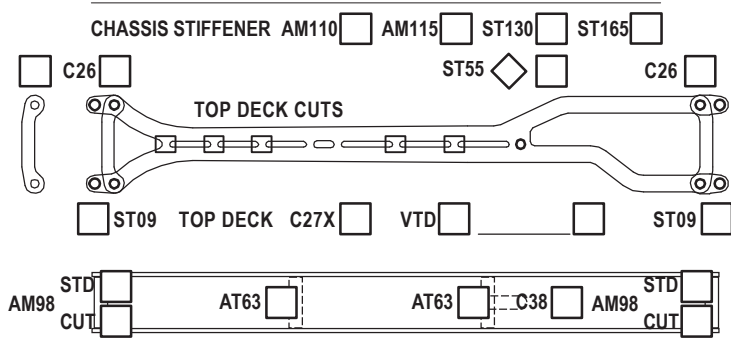 CHASSIS STIFFENER AM110 AM115 ST130 ST165
C26 ST55 C26
TOP DECK CUTS
ST09 TOP DECK C27X VTD ST09
STD STD
AM98 AT63 AT63 C38 AM98
CUT CUT